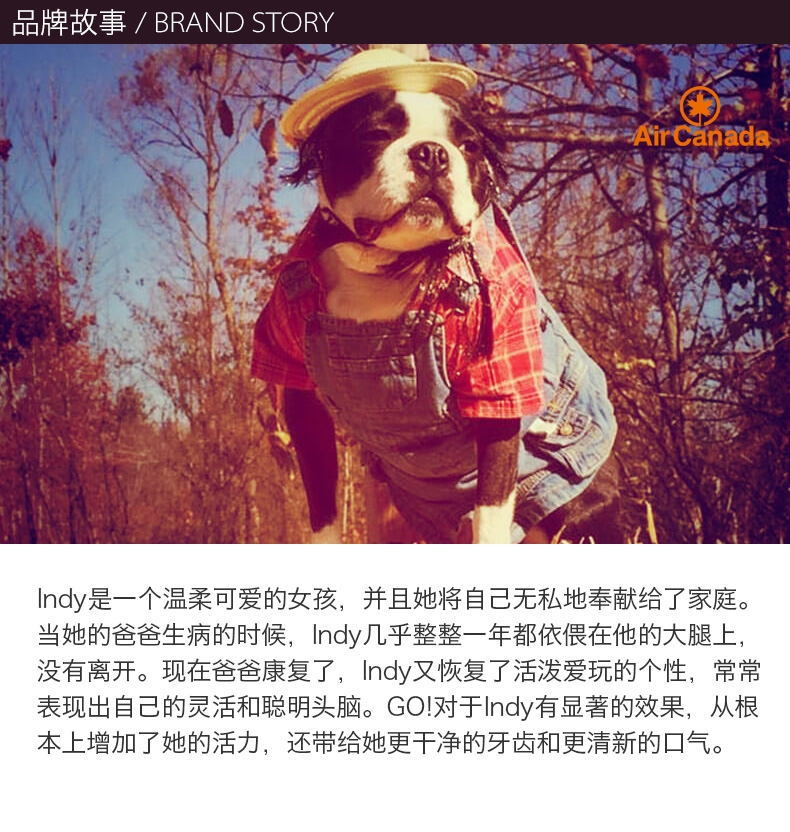 品牌故事 / BRAND STORY
Air Canada
Indy是一个温柔可爱的女孩，并且她将自己无私地奉献给了家庭。
当她的爸爸生病的时候，Indy几乎整整一年都依偎在他的大腿上，
没有离开。现在爸爸康复了，Indy又恢复了活泼爱玩的个性，常常
表现出自己的灵活和聪明头脑。GO!对于Indy有显著的效果，从根
本上增加了她的活力，还带给她更干净的牙齿和更清新的口气。